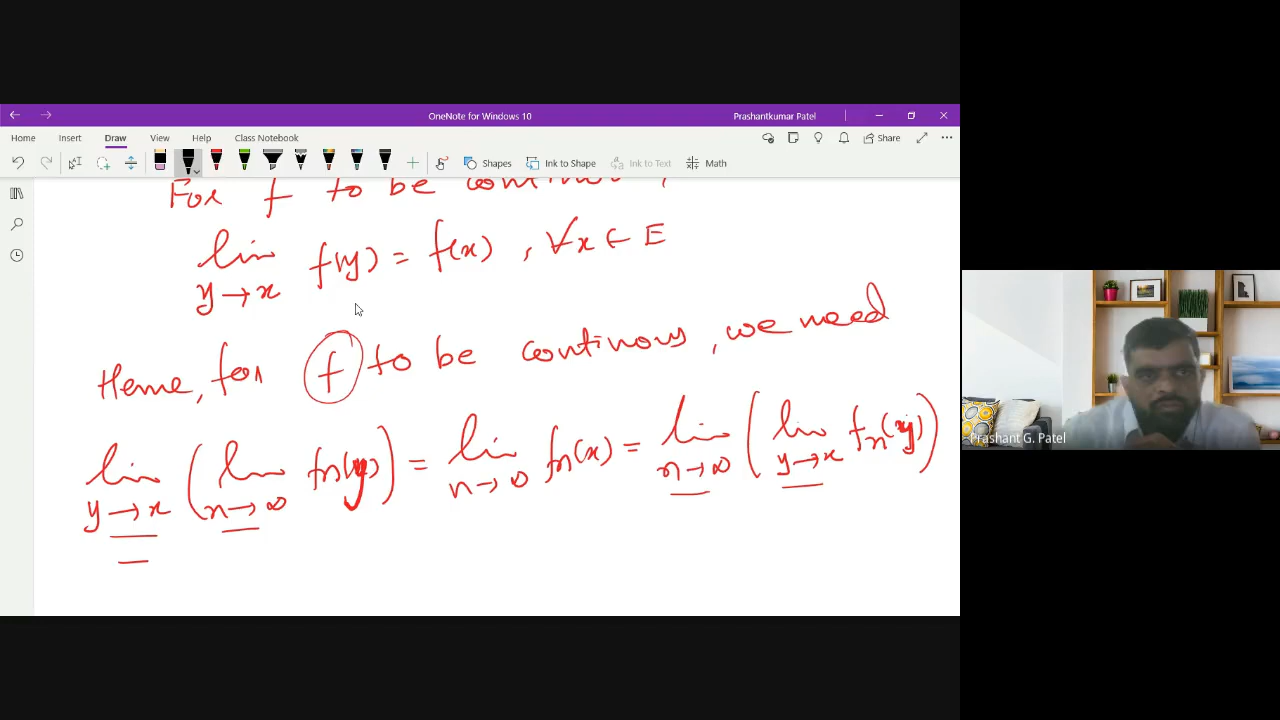 OneNote for Windows 10
Prashantkumar Patel
Home Insert Draw View Help Class Notebook
Share
Shapes Ink to Shape Ink to Text Math
For f to be continous,
lim y→x f(y) = f(x) , ∀x ∈ E
Hence, for f to be continous, we need
lim y→x ( lim n→∞ fn(y) ) = lim n→∞ fn(x) = lim n→∞ ( lim y→x fn(y) )
Prashant G. Patel